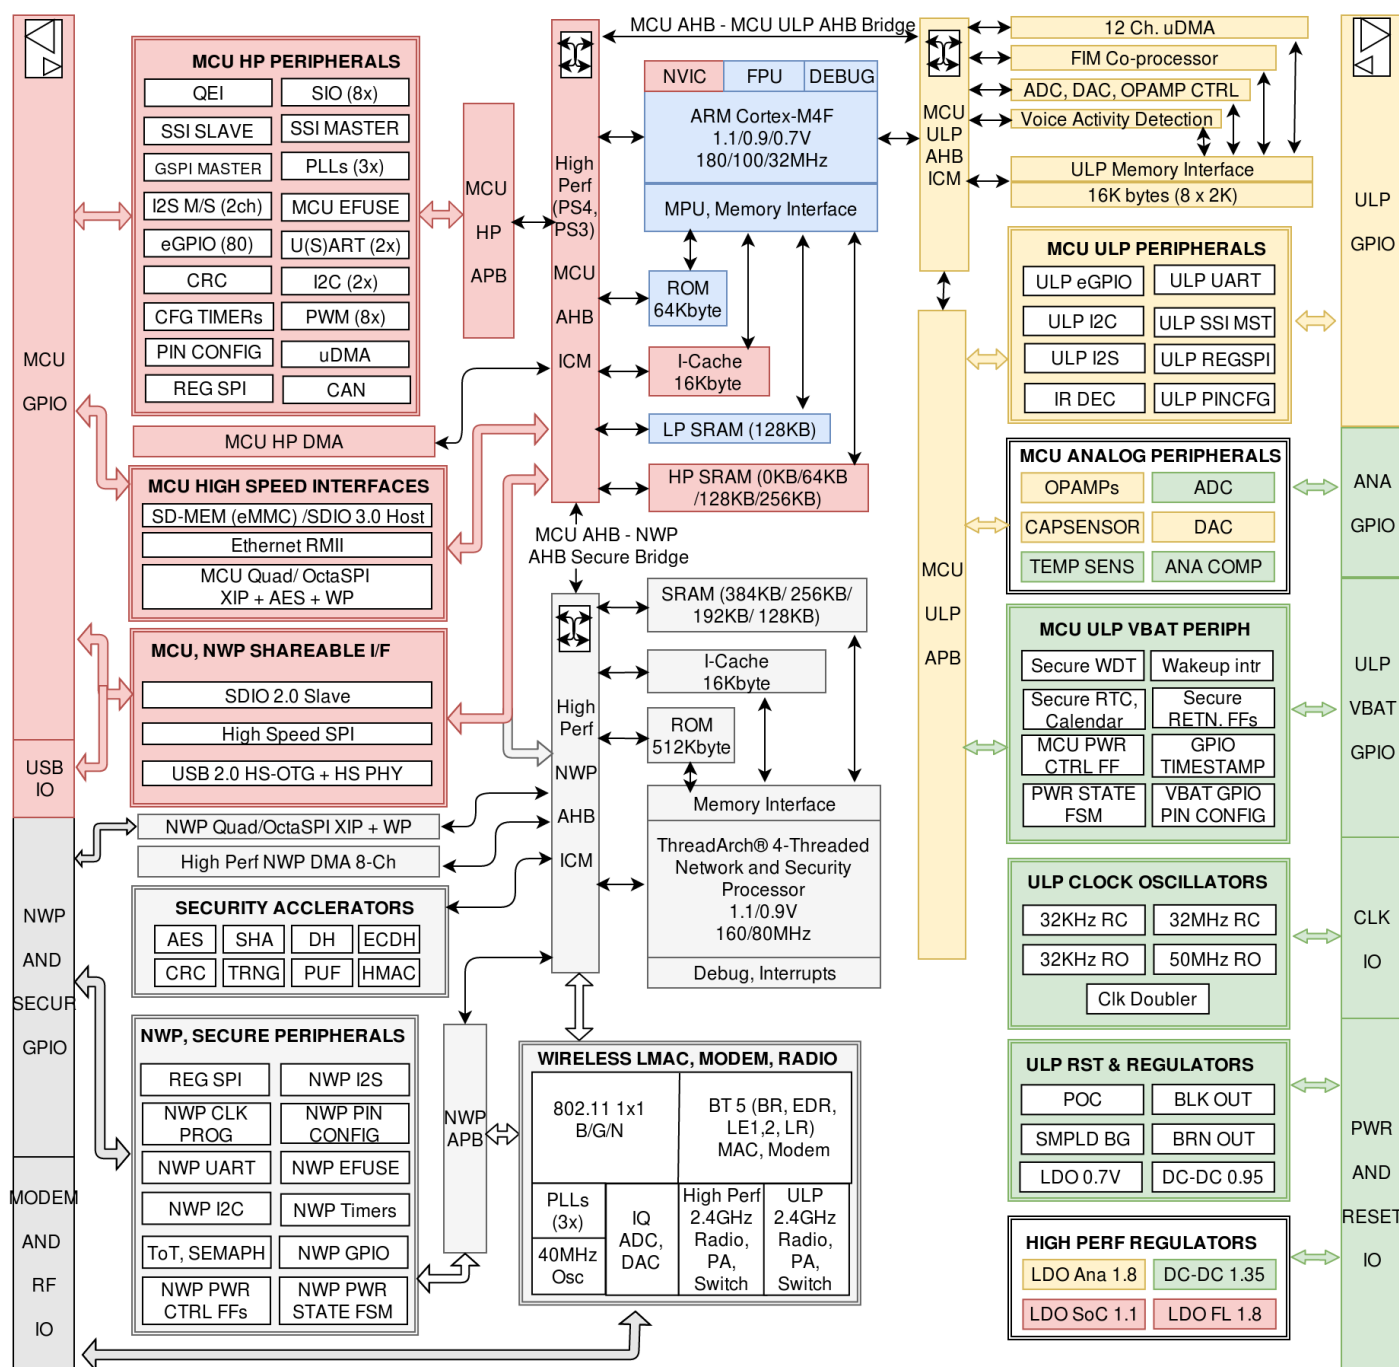 MCU
GPIO
USB
IO
NWP
AND
SECUR
GPIO
MODEM
AND
RF
IO
MCU HP PERIPHERALS
QEI
SIO (8x)
SSI SLAVE
SSI MASTER
GSPI MASTER
PLLs (3x)
I2S M/S (2ch)
MCU EFUSE
eGPIO (80)
U(S)ART (2x)
CRC
I2C (2x)
CFG TIMERs
PWM (8x)
PIN CONFIG
uDMA
REG SPI
CAN
MCU HP DMA
MCU HIGH SPEED INTERFACES
SD-MEM (eMMC) /SDIO 3.0 Host
Ethernet RMII
MCU Quad/ OctaSPI
XIP + AES + WP
MCU, NWP SHAREABLE I/F
SDIO 2.0 Slave
High Speed SPI
USB 2.0 HS-OTG + HS PHY
NWP Quad/OctaSPI XIP + WP
High Perf NWP DMA 8-Ch
SECURITY ACCLERATORS
AES
SHA
DH
ECDH
CRC
TRNG
PUF
HMAC
NWP, SECURE PERIPHERALS
REG SPI
NWP I2S
NWP CLK
PROG
NWP PIN
CONFIG
NWP UART
NWP EFUSE
NWP I2C
NWP Timers
ToT, SEMAPH
NWP GPIO
NWP PWR
CTRL FFs
NWP PWR
STATE FSM
MCU
HP
APB
High
Perf
(PS4,
PS3)
MCU
AHB
ICM
MCU AHB - MCU ULP AHB Bridge
NVIC
FPU
DEBUG
ARM Cortex-M4F
1.1/0.9/0.7V
180/100/32MHz
MPU, Memory Interface
ROM
64Kbyte
I-Cache
16Kbyte
LP SRAM (128KB)
HP SRAM (0KB/64KB
/128KB/256KB)
MCU AHB - NWP
AHB Secure Bridge
High
Perf
NWP
AHB
ICM
SRAM (384KB/ 256KB/
192KB/ 128KB)
I-Cache
16Kbyte
ROM
512Kbyte
Memory Interface
ThreadArch® 4-Threaded
Network and Security
Processor
1.1/0.9V
160/80MHz
Debug, Interrupts
NWP
APB
WIRELESS LMAC, MODEM, RADIO
802.11 1x1
B/G/N
BT 5 (BR, EDR,
LE1,2, LR)
MAC, Modem
PLLs
(3x)
40MHz
Osc
IQ
ADC,
DAC
High Perf
2.4GHz
Radio,
PA,
Switch
ULP
2.4GHz
Radio,
PA,
Switch
MCU
ULP
AHB
ICM
12 Ch. uDMA
FIM Co-processor
ADC, DAC, OPAMP CTRL
Voice Activity Detection
ULP Memory Interface
16K bytes (8 x 2K)
MCU
ULP
APB
MCU ULP PERIPHERALS
ULP eGPIO
ULP UART
ULP I2C
ULP SSI MST
ULP I2S
ULP REGSPI
IR DEC
ULP PINCFG
MCU ANALOG PERIPHERALS
OPAMPs
ADC
CAPSENSOR
DAC
TEMP SENS
ANA COMP
MCU ULP VBAT PERIPH
Secure WDT
Wakeup intr
Secure RTC,
Calendar
Secure
RETN. FFs
MCU PWR
CTRL FF
GPIO
TIMESTAMP
PWR STATE
FSM
VBAT GPIO
PIN CONFIG
ULP CLOCK OSCILLATORS
32KHz RC
32MHz RC
32KHz RO
50MHz RO
Clk Doubler
ULP RST & REGULATORS
POC
BLK OUT
SMPLD BG
BRN OUT
LDO 0.7V
DC-DC 0.95
HIGH PERF REGULATORS
LDO Ana 1.8
DC-DC 1.35
LDO SoC 1.1
LDO FL 1.8
ULP
GPIO
ANA
GPIO
ULP
VBAT
GPIO
CLK
IO
PWR
AND
RESET
IO